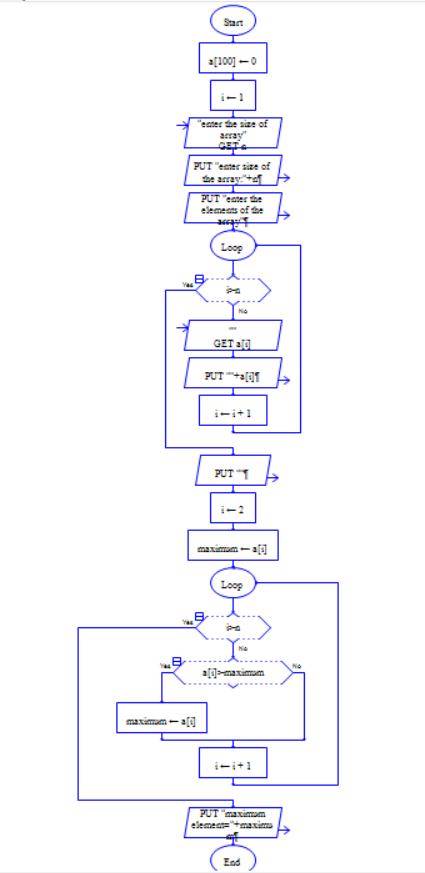 Start
a[100] ← 0
i ← 1
"enter the size of
array"
GET n
PUT "enter size of
the array:"+n¶
PUT "enter the
elements of the
array"¶
Loop
Yes
i>n
No
""
GET a[i]
PUT ""+a[i]¶
i ← i + 1
PUT ""¶
i ← 2
maximum ← a[i]
Loop
Yes
i>n
No
Yes
a[i]>maximum
No
maximum ← a[i]
i ← i + 1
PUT "maximum
element="+maximu
m¶
End